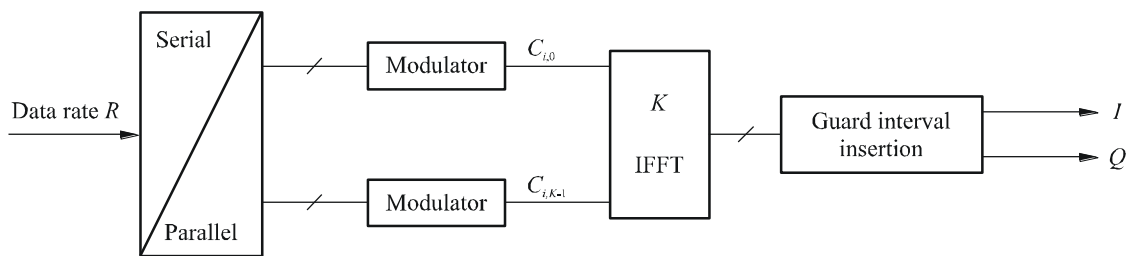 Serial
Parallel
Data rate R
Modulator
Modulator
C_{i,0}
C_{i,K-1}
K
IFFT
Guard interval
insertion
I
Q